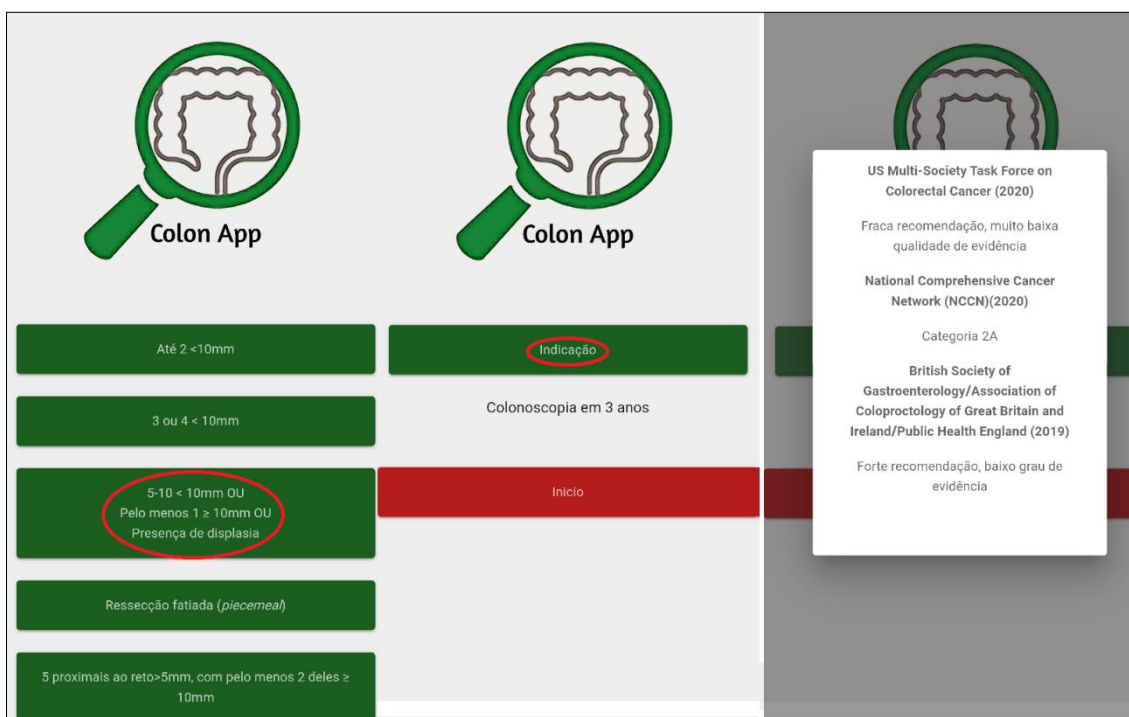 Colon App
Até 2 <10mm
3 ou 4 < 10mm
5-10 < 10mm OU
Pelo menos 1 ≥ 10mm OU
Presença de displasia
Ressecção fatiada (piecemeal)
5 proximais ao reto>5mm, com pelo menos 2 deles ≥
10mm
Colon App
Indicação
Colonoscopia em 3 anos
Inicio
US Multi-Society Task Force on
Colorectal Cancer (2020)
Fraca recomendação, muito baixa
qualidade de evidência
National Comprehensive Cancer
Network (NCCN)(2020)
Categoria 2A
British Society of
Gastroenterology/Association of
Coloproctology of Great Britain and
Ireland/Public Health England (2019)
Forte recomendação, baixo grau de
evidência